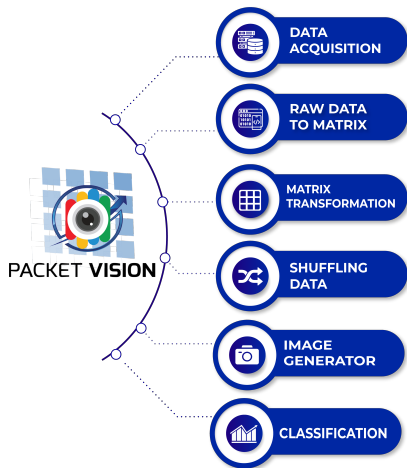 DATA
ACQUISITION
RAW DATA
TO MATRIX
MATRIX
TRANSFORMATION
PACKET VISION
SHUFFLING
DATA
IMAGE
GENERATOR
CLASSIFICATION